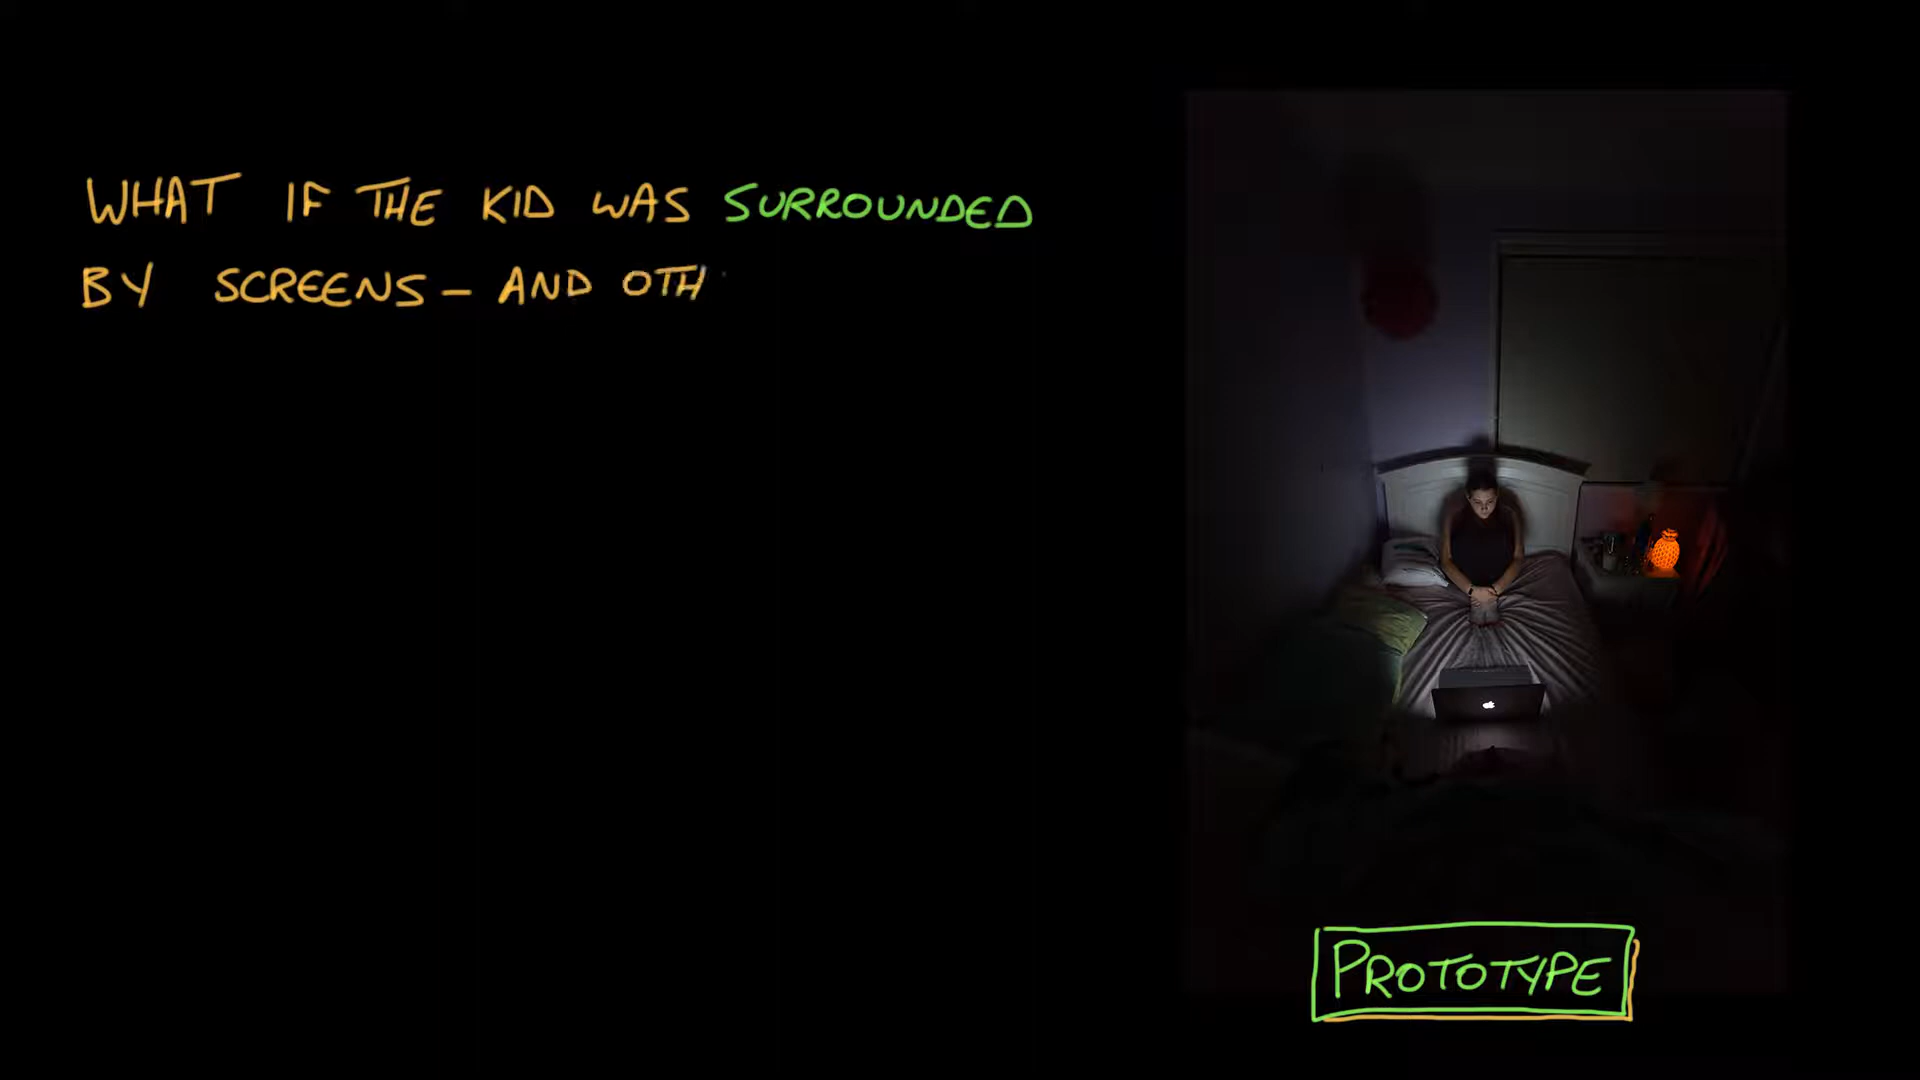 WHAT IF THE KID WAS SURROUNDED
BY SCREENS - AND OTH
PROTOTYPE